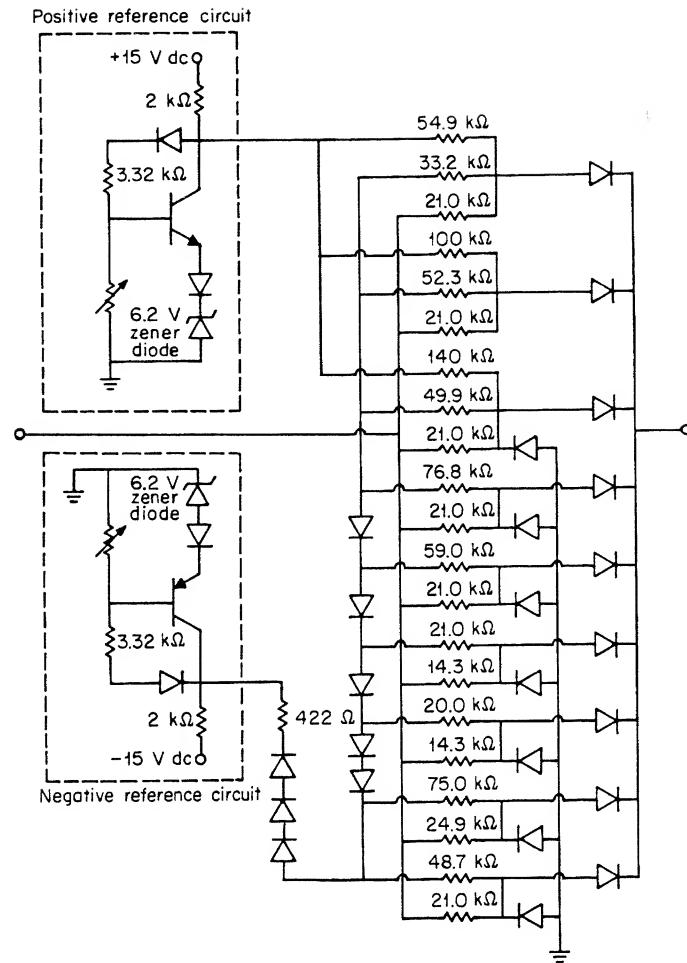 Positive reference circuit
+15 V dc
2 kΩ
3.32 kΩ
6.2 V
zener
diode
54.9 kΩ
33.2 kΩ
21.0 kΩ
100 kΩ
52.3 kΩ
21.0 kΩ
140 kΩ
49.9 kΩ
21.0 kΩ
76.8 kΩ
21.0 kΩ
59.0 kΩ
21.0 kΩ
21.0 kΩ
14.3 kΩ
20.0 kΩ
14.3 kΩ
75.0 kΩ
24.9 kΩ
48.7 kΩ
21.0 kΩ
6.2 V
zener
diode
3.32 kΩ
2 kΩ
-15 V dc
Negative reference circuit
422 Ω